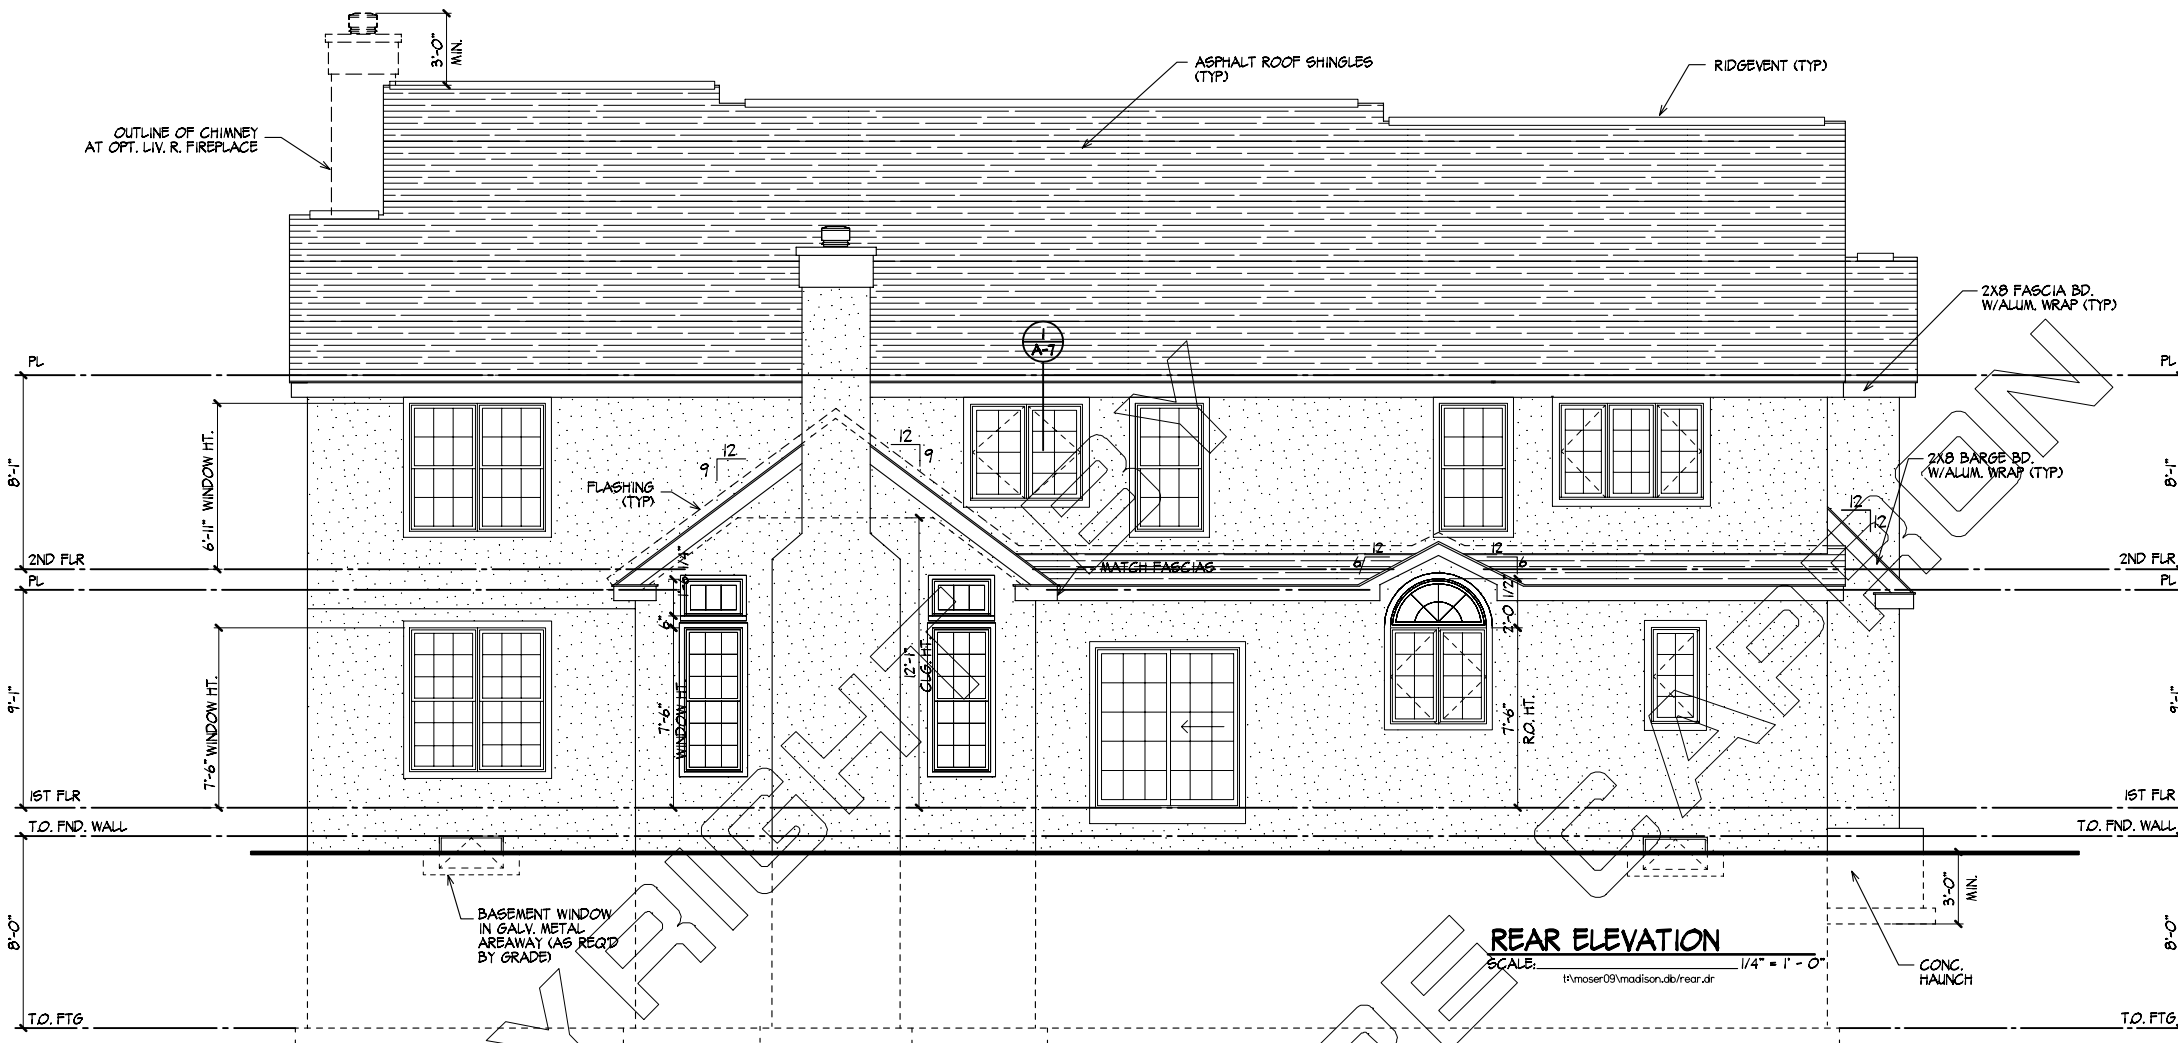 3'-0"
MIN.
ASPHALT ROOF SHINGLES
(TYP)
RIDGEVENT (TYP)
OUTLINE OF CHIMNEY
AT OPT. LIV. R. FIREPLACE
2X8 FASCIA BD.
W/ALUM. WRAP (TYP)
1
A-7
PL
PL
8'-1"
6'-11" WINDOW HT.
12
9
12
9
FLASHING
(TYP)
2X8 BARGE BD.
W/ALUM. WRAP (TYP)
8'-1"
12
12
2ND FLR
2ND FLR
PL
PL
MATCH FASCIAS
12
6
12
6
6"
2'-0 1/2"
9'-1"
7'-6" WINDOW HT.
7'-6"
WINDOW HT.
12'-1"
CLG. HT.
7'-6"
R.O. HT.
9'-1"
1ST FLR
1ST FLR
T.O. FND. WALL
T.O. FND. WALL
8'-0"
BASEMENT WINDOW
IN GALV. METAL
AREAWAY (AS REQ'D
BY GRADE)
3'-0"
MIN.
8'-0"
CONC.
HAUNCH
REAR ELEVATION
SCALE: 1/4" = 1' - 0"
t:\moser09\madison.db/rear.dr
T.O. FTG
T.O. FTG
YRIGHT BY
PE CAPRON